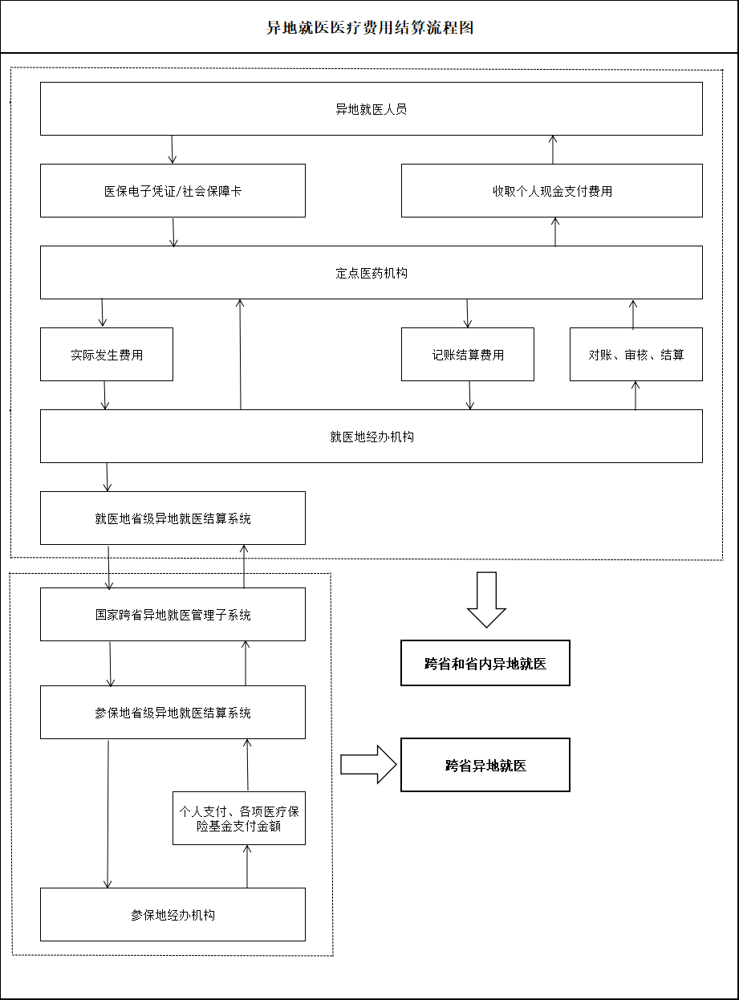 异地就医医疗费用结算流程图
异地就医人员
医保电子凭证/社会保障卡
收取个人现金支付费用
定点医药机构
实际发生费用
记账结算费用
对账、审核、结算
就医地经办机构
就医地省级异地就医结算系统
国家跨省异地就医管理子系统
跨省和省内异地就医
参保地省级异地就医结算系统
跨省异地就医
个人支付、各项医疗保
险基金支付金额
参保地经办机构